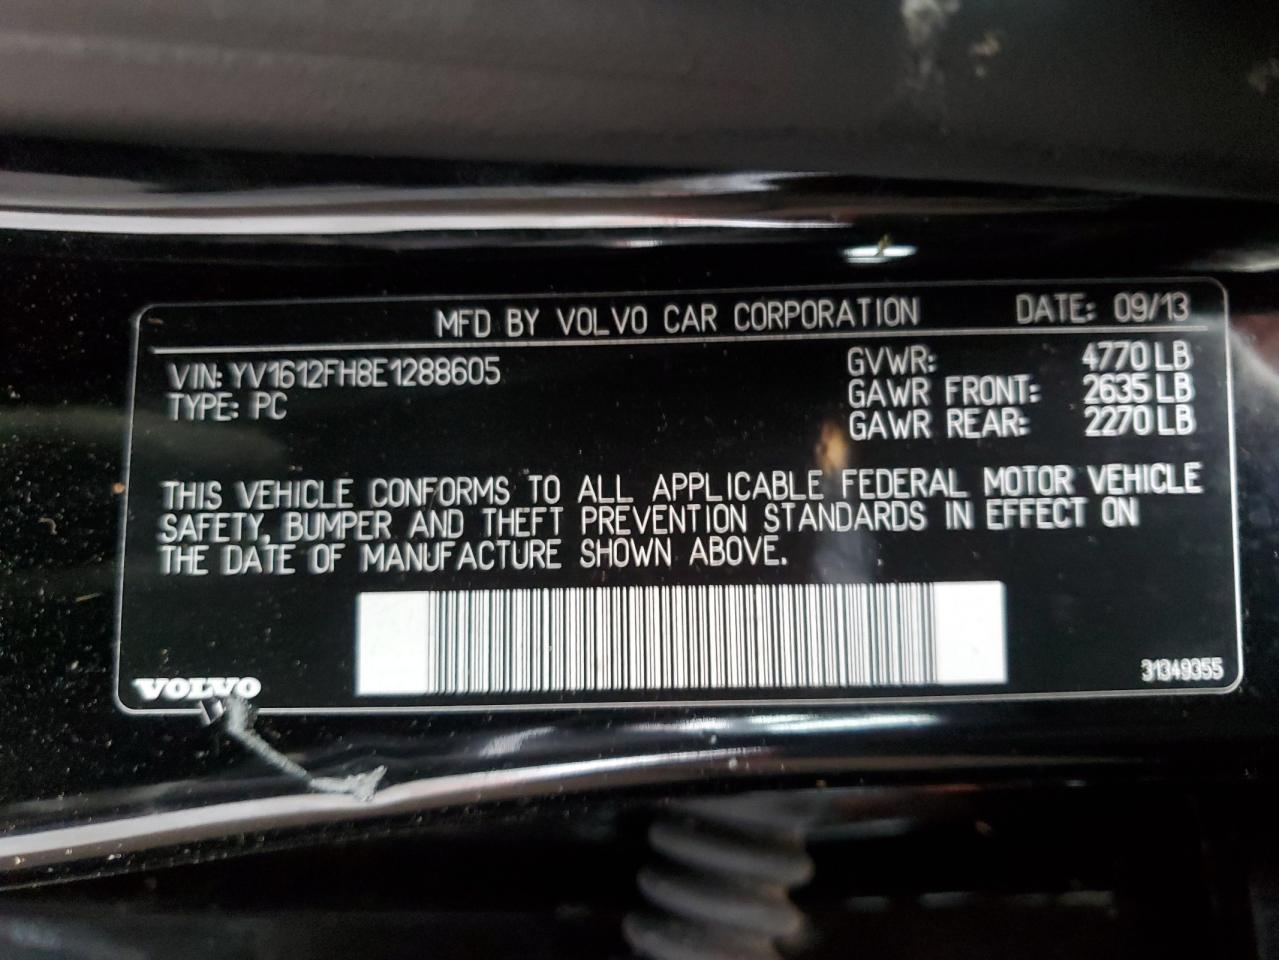 MFD BY VOLVO CAR CORPORATION DATE: 09/13
VIN: YV1612FH8E1288605 GVWR: 4770 LB
TYPE: PC GAWR FRONT: 2635 LB
GAWR REAR: 2270 LB
THIS VEHICLE CONFORMS TO ALL APPLICABLE FEDERAL MOTOR VEHICLE
SAFETY, BUMPER AND THEFT PREVENTION STANDARDS IN EFFECT ON
THE DATE OF MANUFACTURE SHOWN ABOVE.
VOLVO 31349355